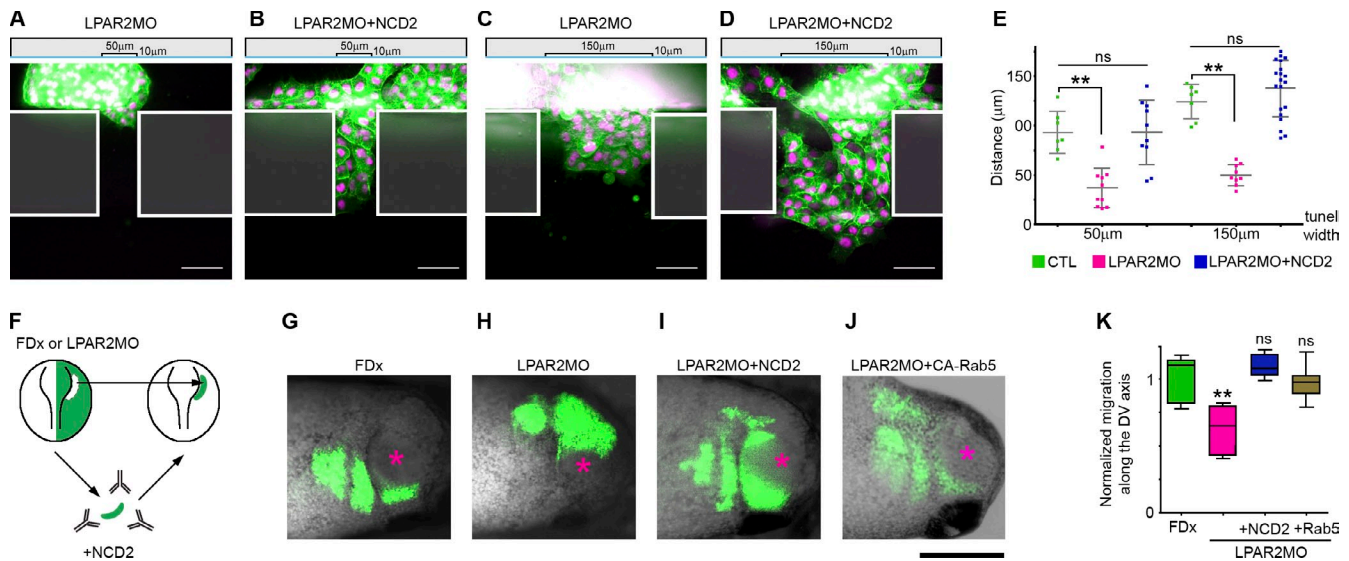 A
LPAR2MO
50μm
10μm
B
LPAR2MO+NCD2
50μm
10μm
C
LPAR2MO
150μm
10μm
D
LPAR2MO+NCD2
150μm
10μm
E
ns
ns
**
**
Distance (μm)
150
00
50
0
50μm
150μm
tunell
width
CTL
LPAR2MO
LPAR2MO+NCD2
F
FDx or LPAR2MO
+NCD2
G
FDx
*
H
LPAR2MO
*
I
LPAR2MO+NCD2
*
J
LPAR2MO+CA-Rab5
*
K
Normalized migration
along the DV axis
1
0
ns
ns
**
FDx
+NCD2 +Rab5
LPAR2MO